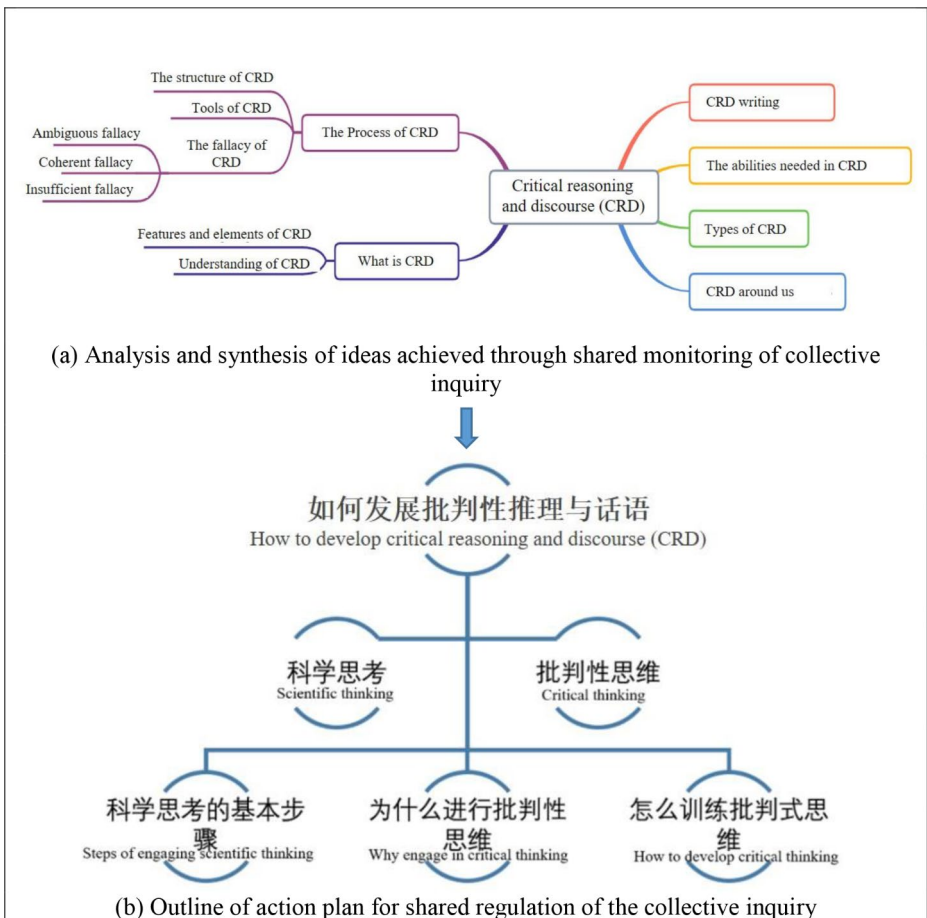 The structure of CRD
Tools of CRD
The fallacy of
CRD
Ambiguous fallacy
Coherent fallacy
Insufficient fallacy
The Process of CRD
Features and elements of CRD
Understanding of CRD
What is CRD
Critical reasoning
and discourse (CRD)
CRD writing
The abilities needed in CRD
Types of CRD
CRD around us
(a) Analysis and synthesis of ideas achieved through shared monitoring of collective
inquiry
如何发展批判性推理与话语
How to develop critical reasoning and discourse (CRD)
科学思考
Scientific thinking
批判性思维
Critical thinking
科学思考的基本步
骤
Steps of engaging scientific thinking
为什么进行批判性
思维
Why engage in critical thinking
怎么训练批判式思
维
How to develop critical thinking
(b) Outline of action plan for shared regulation of the collective inquiry